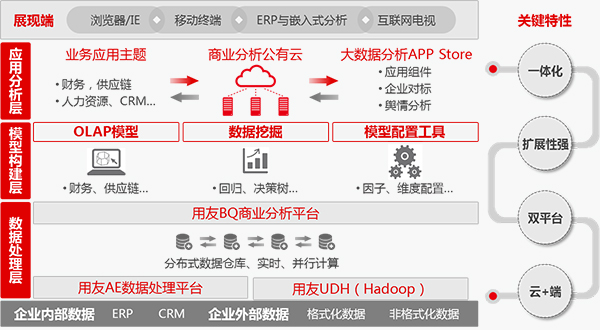 展现端
浏览器/IE
移动终端
ERP与嵌入式分析
互联网电视
关键特性
应用分析层
业务应用主题
商业分析公有云
大数据分析APP Store
• 财务，供应链
• 人力资源、CRM...
• 应用组件
• 企业对标
• 舆情分析
一体化
模型构建层
OLAP模型
数据挖掘
模型配置工具
• 财务、供应链...
• 回归、决策树...
• 因子、维度配置...
扩展性强
数据处理层
用友BQ商业分析平台
分布式数据仓库、实时、并行计算
用友AE数据处理平台
用友UDH（Hadoop）
双平台
云+端
企业内部数据 ERP CRM 企业外部数据 格式化数据 非格式化数据